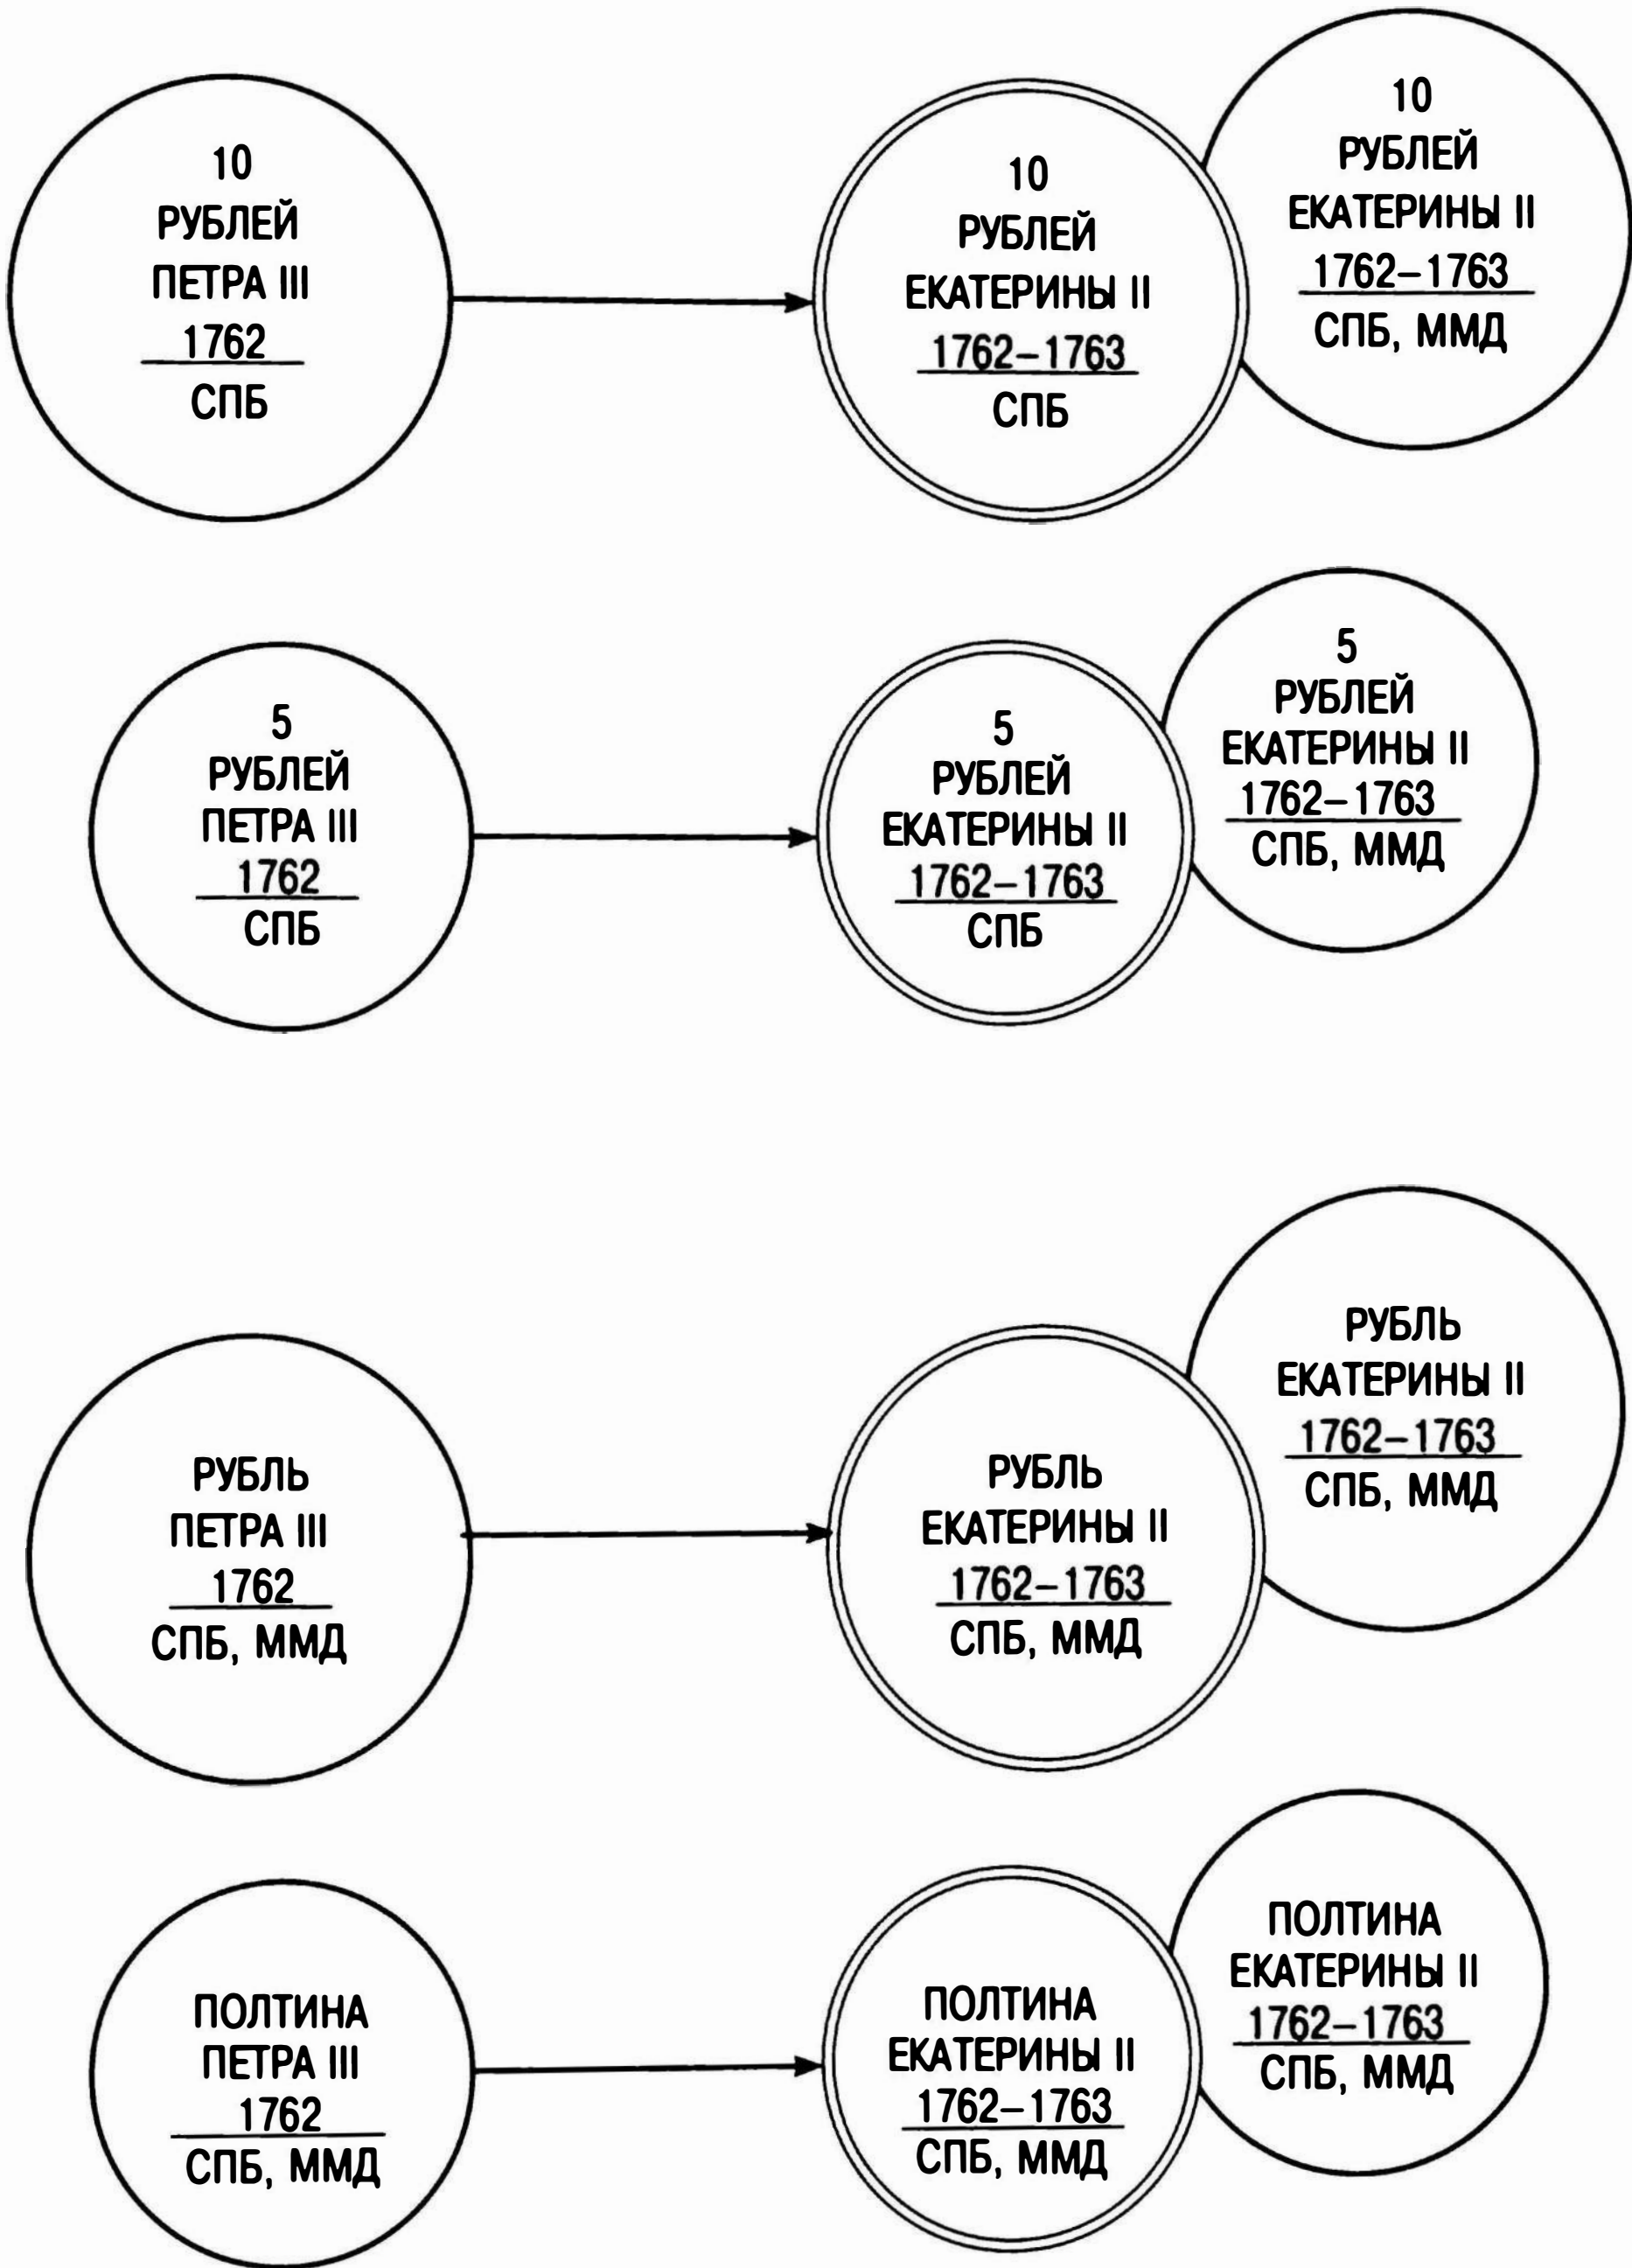 10
РУБЛЕЙ
ПЕТРА III
1762
СПБ
10
РУБЛЕЙ
ЕКАТЕРИНЫ II
1762–1763
СПБ
10
РУБЛЕЙ
ЕКАТЕРИНЫ II
1762–1763
СПБ, ММД
5
РУБЛЕЙ
ПЕТРА III
1762
СПБ
5
РУБЛЕЙ
ЕКАТЕРИНЫ II
1762–1763
СПБ
5
РУБЛЕЙ
ЕКАТЕРИНЫ II
1762–1763
СПБ, ММД
РУБЛЬ
ПЕТРА III
1762
СПБ, ММД
РУБЛЬ
ЕКАТЕРИНЫ II
1762–1763
СПБ, ММД
РУБЛЬ
ЕКАТЕРИНЫ II
1762–1763
СПБ, ММД
ПОЛТИНА
ПЕТРА III
1762
СПБ, ММД
ПОЛТИНА
ЕКАТЕРИНЫ II
1762–1763
СПБ, ММД
ПОЛТИНА
ЕКАТЕРИНЫ II
1762–1763
СПБ, ММД